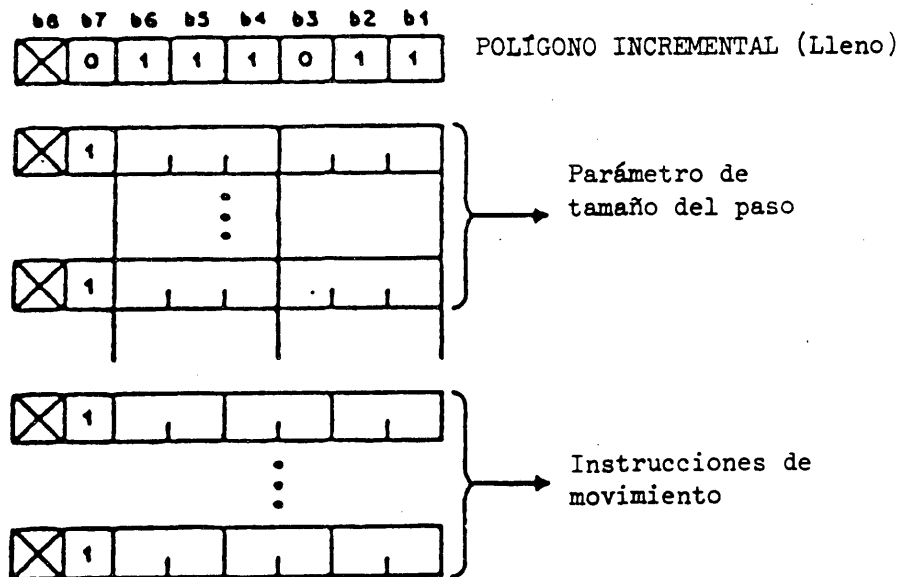 b8 b7 b6 b5 b4 b3 b2 b1
0 1 1 1 0 1 1 POLÍGONO INCREMENTAL (Lleno)
1
Parámetro de
tamaño del paso
1
1
Instrucciones de
movimiento
1